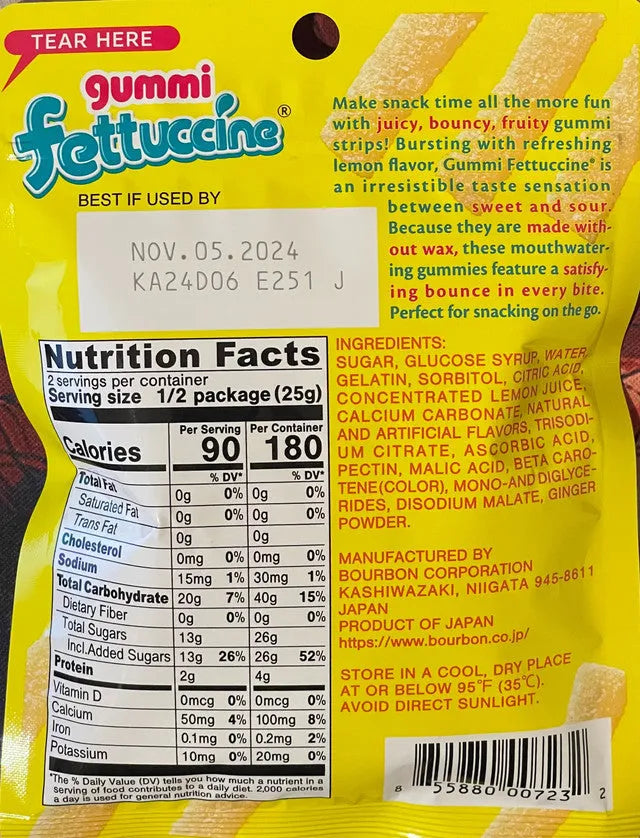 TEAR HERE
gummi
fettuccine®
BEST IF USED BY
NOV.05.2024
KA24D06 E251 J
Make snack time all the more fun
with juicy, bouncy, fruity gummi
strips! Bursting with refreshing
lemon flavor, Gummi Fettuccine® is
an irresistible taste sensation
between sweet and sour.
Because they are made with-
out wax, these mouthwater-
ing gummies feature a satisfy-
ing bounce in every bite.
Perfect for snacking on the go.
Nutrition Facts
2 servings per container
Serving size 1/2 package (25g)
Per Serving Per Container
Calories 90 180
% DV* % DV*
Total Fat 0g 0% 0g 0%
Saturated Fat 0g 0% 0g 0%
Trans Fat 0g 0g
Cholesterol 0mg 0% 0mg 0%
Sodium 15mg 1% 30mg 1%
Total Carbohydrate 20g 7% 40g 15%
Dietary Fiber 0g 0% 0g 0%
Total Sugars 13g 26g
Incl.Added Sugars 13g 26% 26g 52%
Protein 2g 4g
Vitamin D 0mcg 0% 0mcg 0%
Calcium 50mg 4% 100mg 8%
Iron 0.1mg 0% 0.2mg 2%
Potassium 10mg 0% 20mg 0%
*The % Daily Value (DV) tells you how much a nutrient in a
serving of food contributes to a daily diet. 2,000 calories
a day is used for general nutrition advice.
INGREDIENTS:
SUGAR, GLUCOSE SYRUP, WATER,
GELATIN, SORBITOL, CITRIC ACID,
CONCENTRATED LEMON JUICE,
CALCIUM CARBONATE, NATURAL
AND ARTIFICIAL FLAVORS, TRISODI-
UM CITRATE, ASCORBIC ACID,
PECTIN, MALIC ACID, BETA CARO-
TENE(COLOR), MONO-AND DIGLYCE-
RIDES, DISODIUM MALATE, GINGER
POWDER.
MANUFACTURED BY
BOURBON CORPORATION
KASHIWAZAKI, NIIGATA 945-8611
JAPAN
PRODUCT OF JAPAN
https://www.bourbon.co.jp/
STORE IN A COOL, DRY PLACE
AT OR BELOW 95°F (35°C).
AVOID DIRECT SUNLIGHT.
8 55880 00723 2